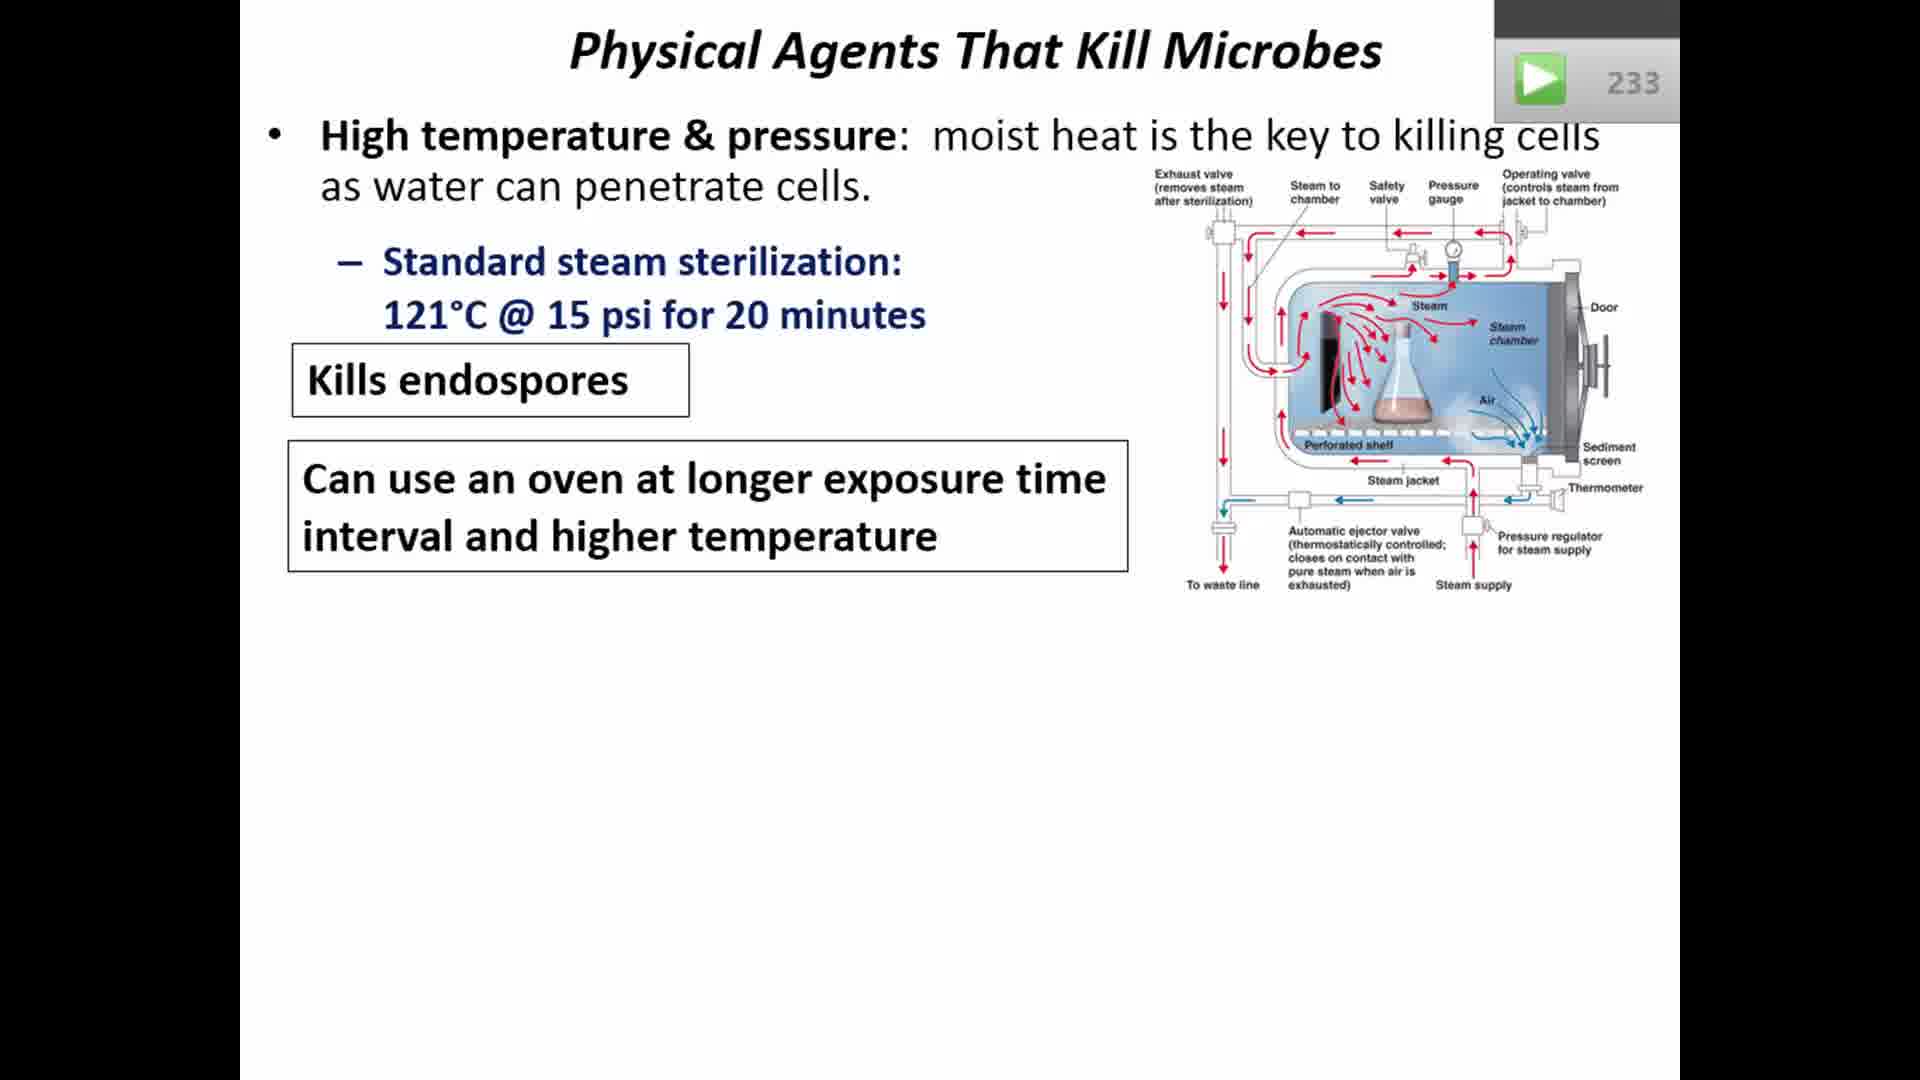 Physical Agents That Kill Microbes
233
• High temperature & pressure: moist heat is the key to killing cells
as water can penetrate cells.
– Standard steam sterilization:
121°C @ 15 psi for 20 minutes
Kills endospores
Can use an oven at longer exposure time
interval and higher temperature
Exhaust valve
(removes steam
after sterilization)
Steam to
chamber
Safety
valve
Pressure
gauge
Operating valve
(controls steam from
jacket to chamber)
Steam
Steam
chamber
Door
Air
Perforated shelf
Sediment
screen
Steam jacket
Thermometer
Automatic ejector valve
(thermostatically controlled;
closes on contact with
pure steam when air is
exhausted)
Pressure regulator
for steam supply
To waste line
Steam supply